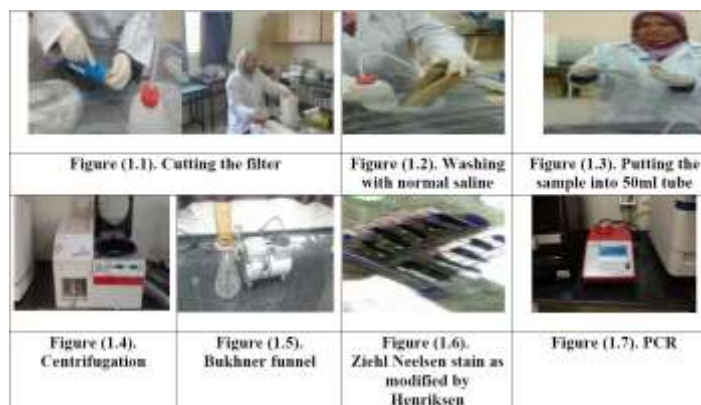 Figure (1.1). Cutting the filter
Figure (1.2). Washing
with normal saline
Figure (1.3). Putting the
sample into 50ml tube
Figure (1.4).
Centrifugation
Figure (1.5).
Bukhner funnel
Figure (1.6).
Ziehl Neelsen stain as
modified by
Henriksen
Figure (1.7). PCR